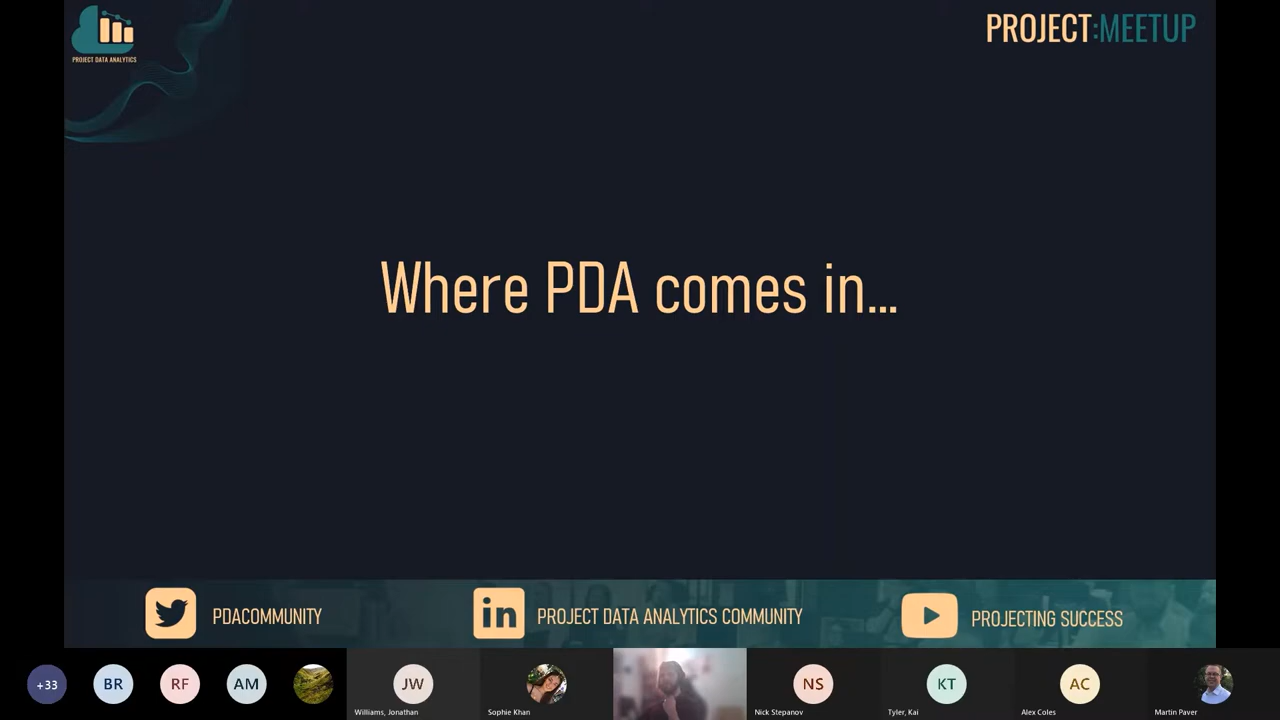 PROJECT DATA ANALYTICS
PROJECT:MEETUP
Where PDA comes in...
PDACOMMUNITY
in
PROJECT DATA ANALYTICS COMMUNITY
PROJECTING SUCCESS
+33
BR
RF
AM
JW
NS
KT
AC
Williams, Jonathan
Sophie Khan
Nick Stepanov
Tyler, Kai
Alex Coles
Martin Paver